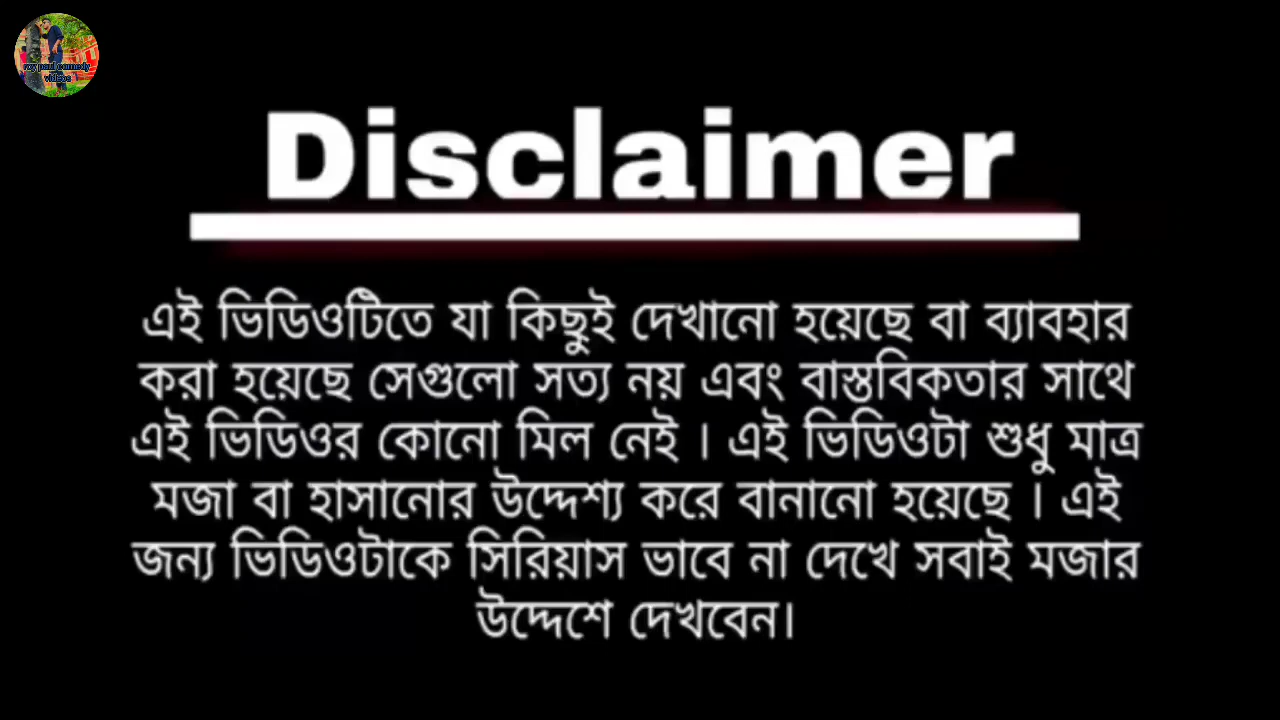 Disclaimer
এই ভিডিওটিতে যা কিছুই দেখানো হয়েছে বা ব্যাবহার
করা হয়েছে সেগুলো সত্য নয় এবং বাস্তবিকতার সাথে
এই ভিডিওর কোনো মিল নেই । এই ভিডিওটা শুধু মাত্র
মজা বা হাসানোর উদ্দেশ্য করে বানানো হয়েছে । এই
জন্য ভিডিওটাকে সিরিয়াস ভাবে না দেখে সবাই মজার
উদ্দেশে দেখবেন।